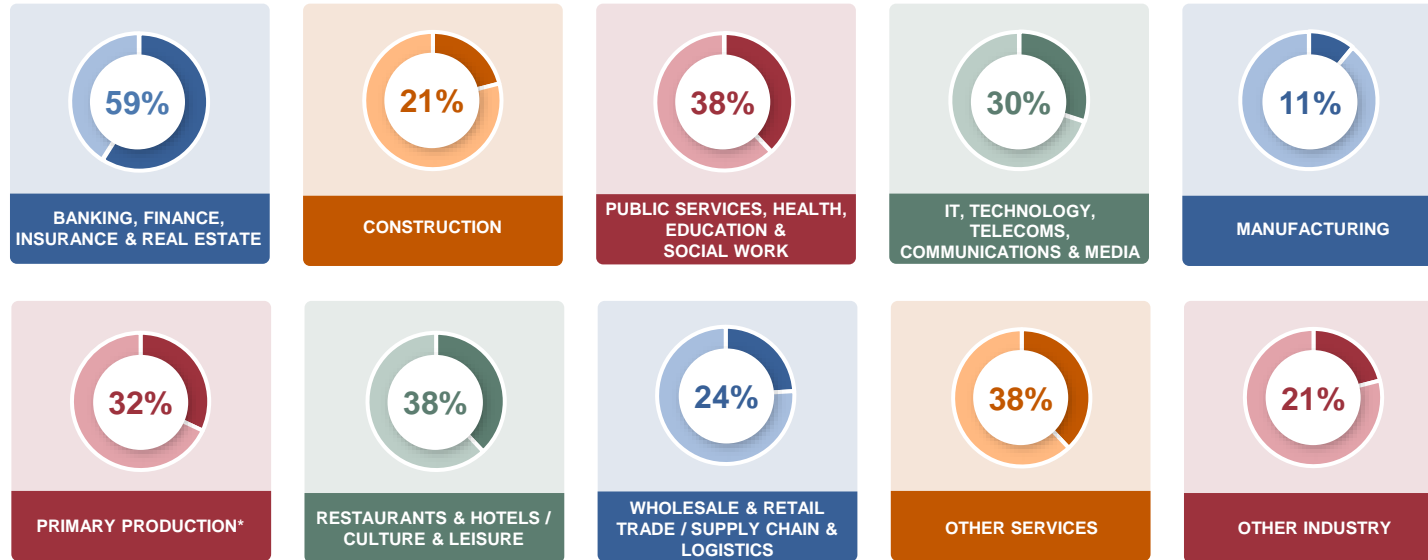 59%
21%
38%
30%
11%
BANKING, FINANCE,
INSURANCE & REAL ESTATE
CONSTRUCTION
PUBLIC SERVICES, HEALTH,
EDUCATION &
SOCIAL WORK
IT, TECHNOLOGY,
TELECOMS,
COMMUNICATIONS & MEDIA
MANUFACTURING
32%
38%
24%
38%
21%
PRIMARY PRODUCTION*
RESTAURANTS & HOTELS /
CULTURE & LEISURE
WHOLESALE & RETAIL
TRADE / SUPPLY CHAIN &
LOGISTICS
OTHER SERVICES
OTHER INDUSTRY